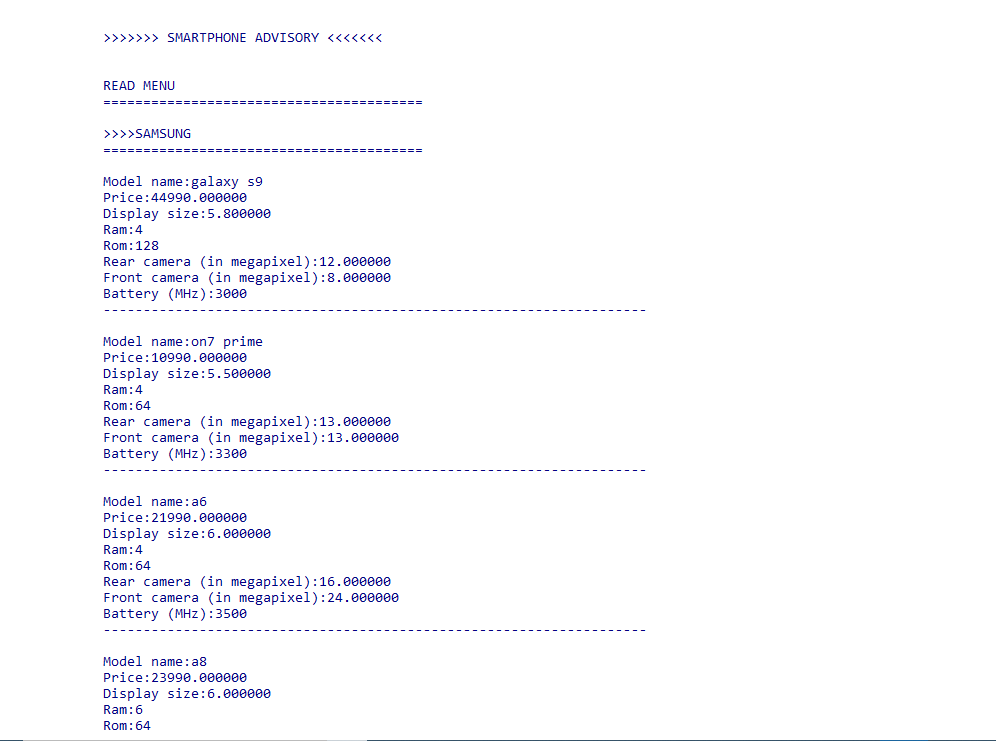 >>>>>>> SMARTPHONE ADVISORY <<<<<<<
READ MENU
========================================
>>>>SAMSUNG
========================================
Model name:galaxy s9
Price:44990.000000
Display size:5.800000
Ram:4
Rom:128
Rear camera (in megapixel):12.000000
Front camera (in megapixel):8.000000
Battery (MHz):3000
--------------------------------------------------------------------
Model name:on7 prime
Price:10990.000000
Display size:5.500000
Ram:4
Rom:64
Rear camera (in megapixel):13.000000
Front camera (in megapixel):13.000000
Battery (MHz):3300
--------------------------------------------------------------------
Model name:a6
Price:21990.000000
Display size:6.000000
Ram:4
Rom:64
Rear camera (in megapixel):16.000000
Front camera (in megapixel):24.000000
Battery (MHz):3500
--------------------------------------------------------------------
Model name:a8
Price:23990.000000
Display size:6.000000
Ram:6
Rom:64